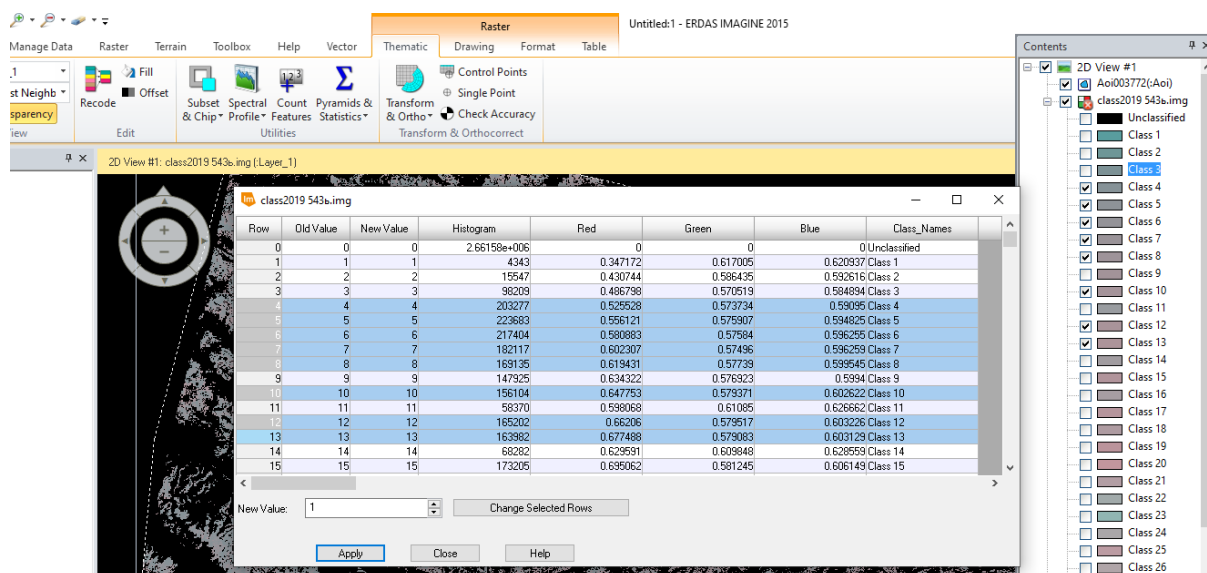 Raster
Untitled:1 - ERDAS IMAGINE 2015
Manage Data Raster Terrain Toolbox Help Vector Thematic Drawing Format Table
_1
st Neighb
sparency
iew
Recode
Fill
Offset
Edit
Subset & Chip
Spectral Profile
Count Features
Pyramids & Statistics
Utilities
Transform & Ortho
Control Points
Single Point
Check Accuracy
Transform & Orthocorrect
2D View #1: class2019 543ь.img (:Layer_1)
class2019 543ь.img
Row Old Value New Value Histogram Red Green Blue Class_Names
0 0 0 2.66158e+006 0 0 0 Unclassified
1 1 1 4343 0.347172 0.617005 0.620937 Class 1
2 2 2 15547 0.430744 0.586435 0.592616 Class 2
3 3 3 98209 0.486798 0.570519 0.584894 Class 3
4 4 4 203277 0.525528 0.573734 0.59095 Class 4
5 5 5 223683 0.556121 0.575907 0.594825 Class 5
6 6 6 217404 0.580883 0.57584 0.596255 Class 6
7 7 7 182117 0.602307 0.57496 0.596259 Class 7
8 8 8 169135 0.619431 0.57739 0.599545 Class 8
9 9 9 147925 0.634322 0.576923 0.5994 Class 9
10 10 10 156104 0.647753 0.579371 0.602622 Class 10
11 11 11 58370 0.598068 0.61085 0.626662 Class 11
12 12 12 165202 0.66206 0.579517 0.603226 Class 12
13 13 13 163982 0.677488 0.579083 0.603129 Class 13
14 14 14 68282 0.629591 0.609848 0.628559 Class 14
15 15 15 173205 0.695062 0.581245 0.606149 Class 15
New Value: 1 Change Selected Rows
Apply Close Help
Contents
2D View #1
Aoi003772(:Aoi)
class2019 543ь.img
Unclassified
Class 1
Class 2
Class 3
Class 4
Class 5
Class 6
Class 7
Class 8
Class 9
Class 10
Class 11
Class 12
Class 13
Class 14
Class 15
Class 16
Class 17
Class 18
Class 19
Class 20
Class 21
Class 22
Class 23
Class 24
Class 25
Class 26